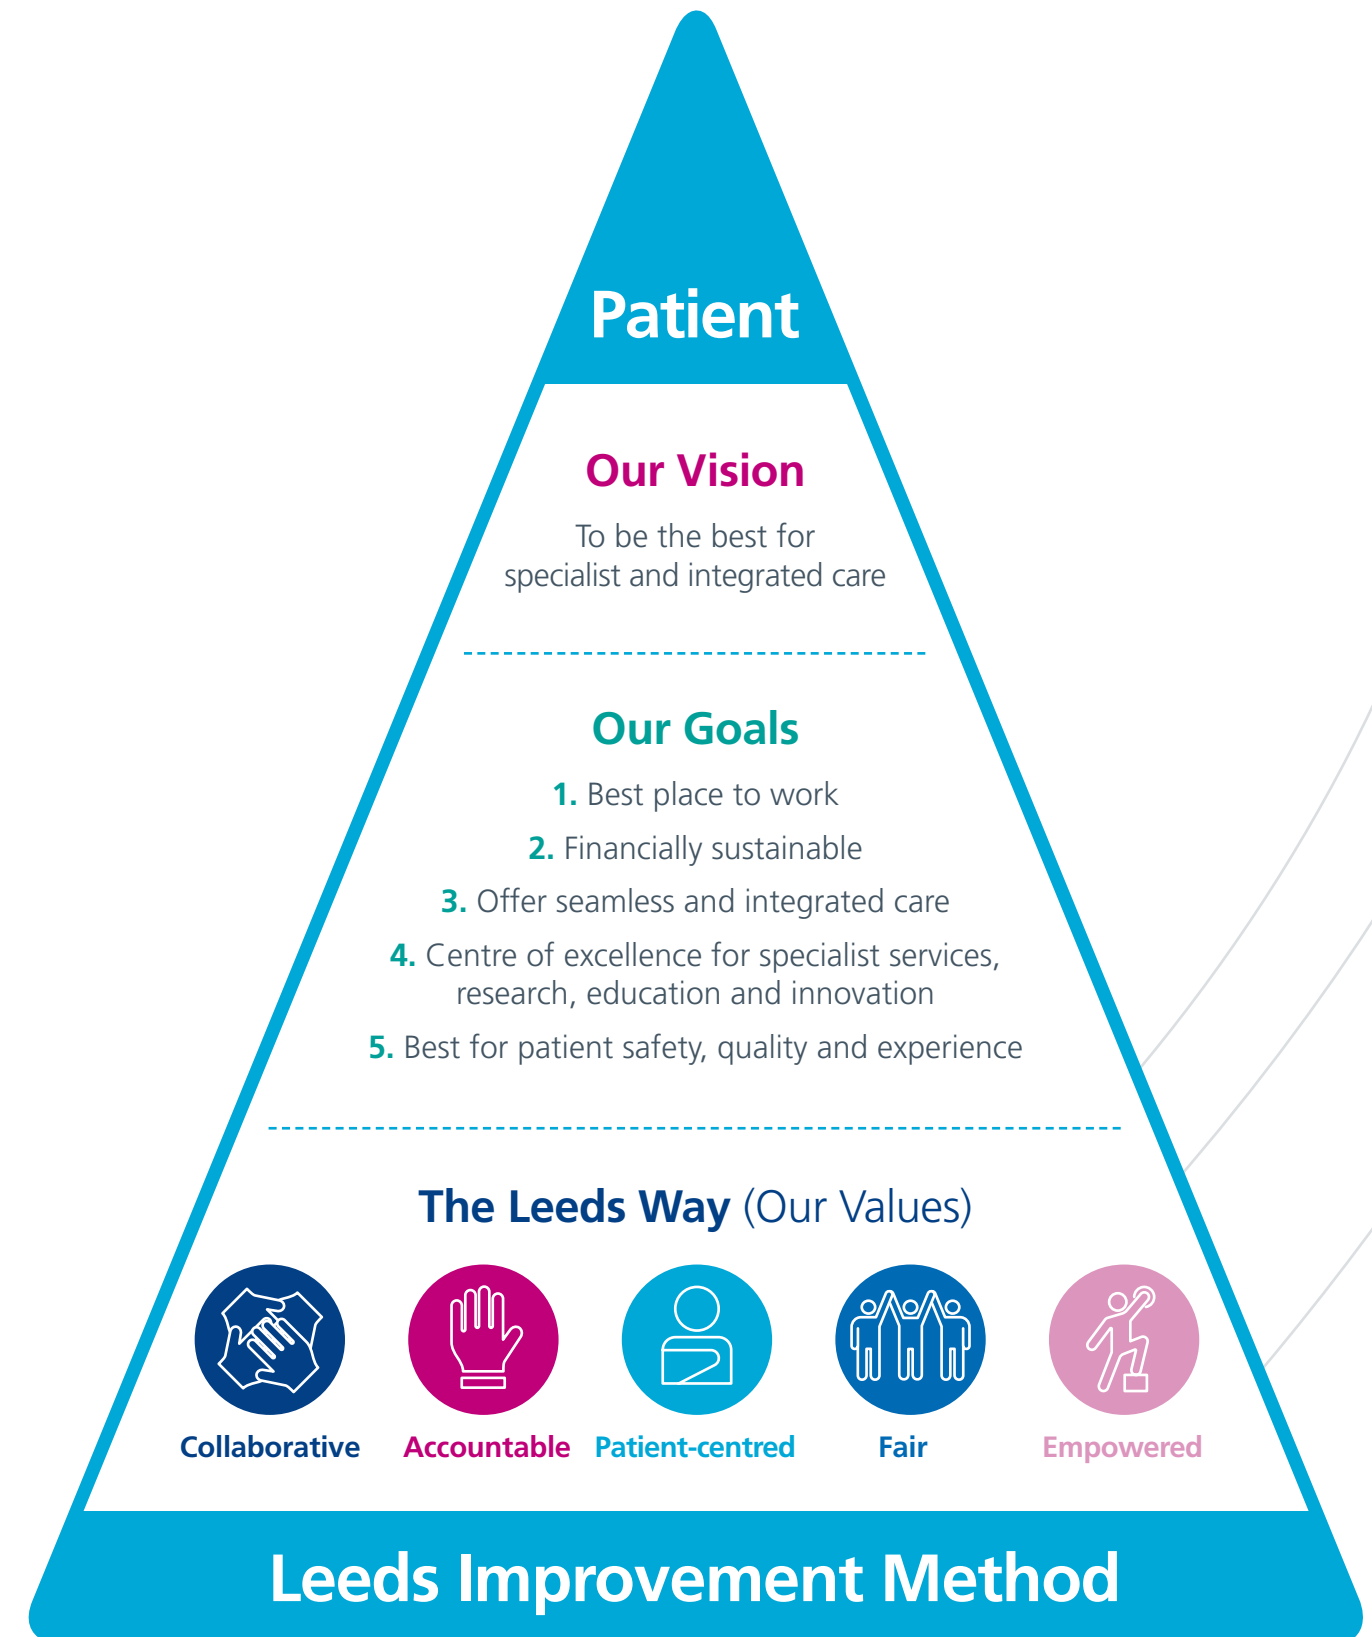 Patient
Our Vision
To be the best for
specialist and integrated care
Our Goals
1. Best place to work
2. Financially sustainable
3. Offer seamless and integrated care
4. Centre of excellence for specialist services,
research, education and innovation
5. Best for patient safety, quality and experience
The Leeds Way (Our Values)
Collaborative Accountable Patient-centred Fair Empowered
Leeds Improvement Method